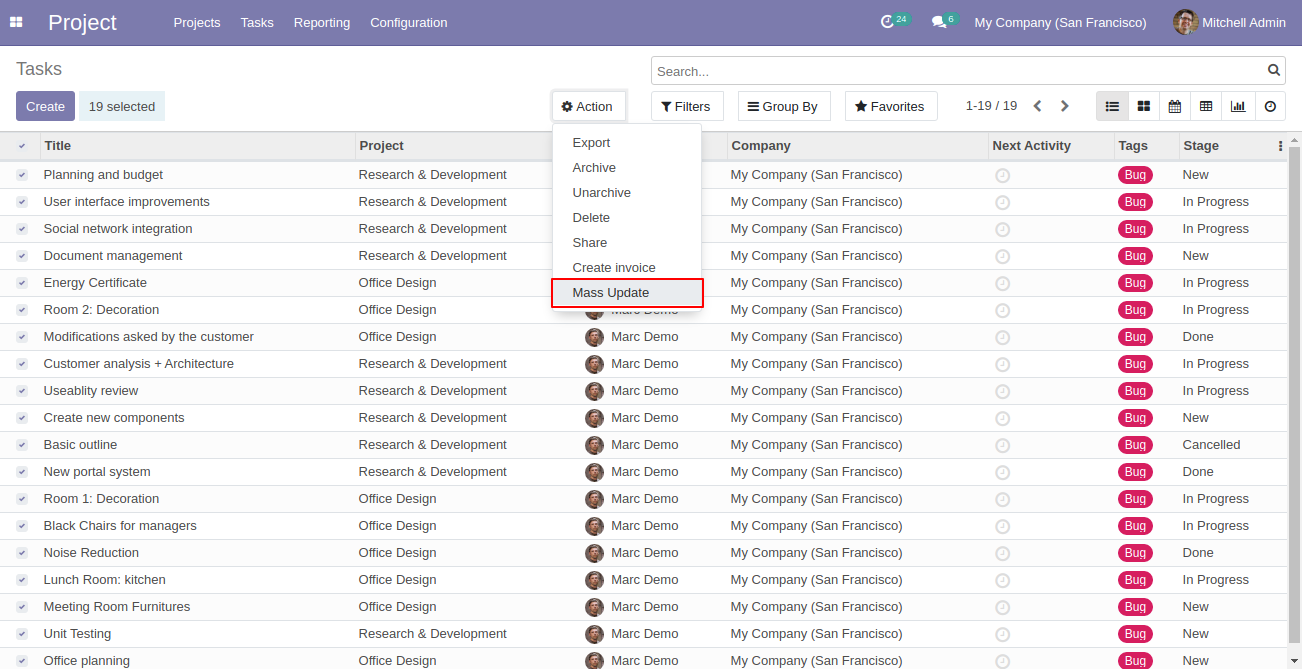 Project Projects Tasks Reporting Configuration 24 6 My Company (San Francisco) Mitchell Admin
Tasks
Search...
Create 19 selected Action Filters Group By Favorites 1-19 / 19
Export
Archive
Unarchive
Delete
Share
Create invoice
Mass Update
Title Project Company Next Activity Tags Stage
Planning and budget Research & Development My Company (San Francisco) Bug New
User interface improvements Research & Development My Company (San Francisco) Bug In Progress
Social network integration Research & Development My Company (San Francisco) Bug In Progress
Document management Research & Development My Company (San Francisco) Bug New
Energy Certificate Office Design My Company (San Francisco) Bug In Progress
Room 2: Decoration Office Design Marc Demo My Company (San Francisco) Bug In Progress
Modifications asked by the customer Office Design Marc Demo My Company (San Francisco) Bug Done
Customer analysis + Architecture Research & Development Marc Demo My Company (San Francisco) Bug In Progress
Useablity review Research & Development Marc Demo My Company (San Francisco) Bug In Progress
Create new components Research & Development Marc Demo My Company (San Francisco) Bug New
Basic outline Research & Development Marc Demo My Company (San Francisco) Bug Cancelled
New portal system Research & Development Marc Demo My Company (San Francisco) Bug Done
Room 1: Decoration Office Design Marc Demo My Company (San Francisco) Bug In Progress
Black Chairs for managers Office Design Marc Demo My Company (San Francisco) Bug In Progress
Noise Reduction Office Design Marc Demo My Company (San Francisco) Bug Done
Lunch Room: kitchen Office Design Marc Demo My Company (San Francisco) Bug In Progress
Meeting Room Furnitures Office Design Marc Demo My Company (San Francisco) Bug New
Unit Testing Research & Development Marc Demo My Company (San Francisco) Bug New
Office planning Office Design Marc Demo My Company (San Francisco) Bug New